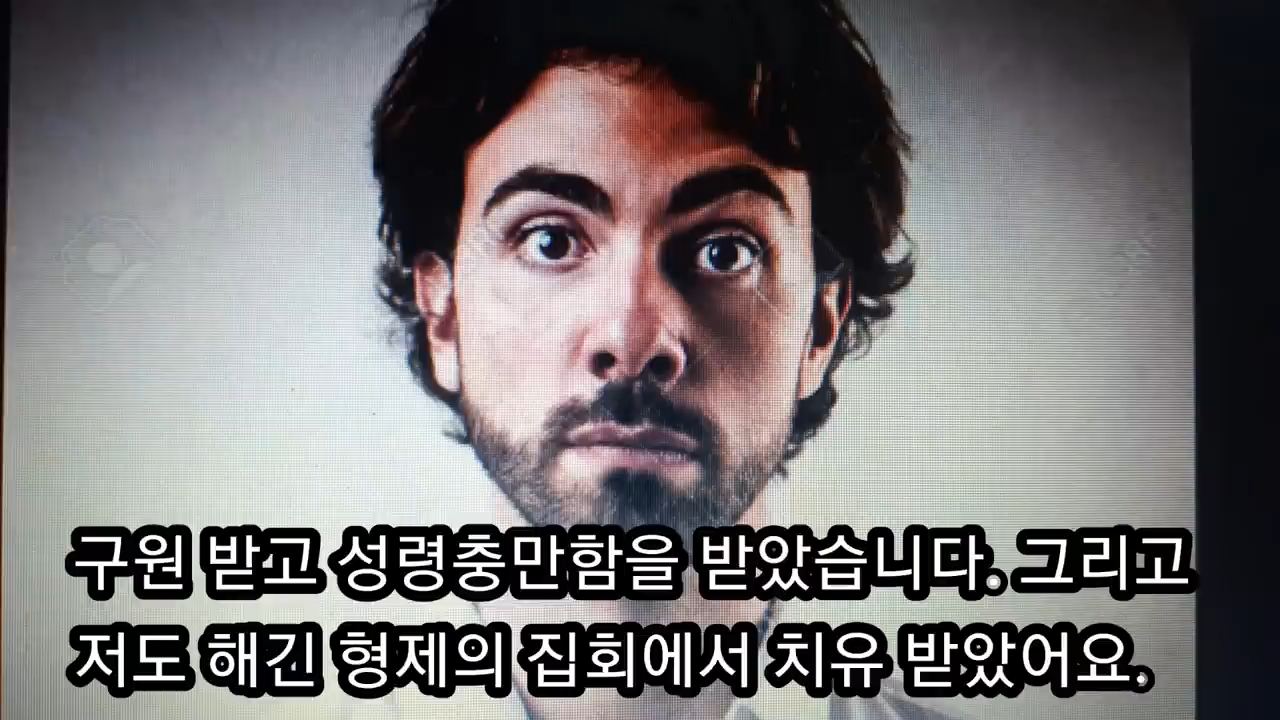 구원 받고 성령충만함을 받았습니다. 그리고
저도 해긴 형제의 집회에서 치유 받았어요.